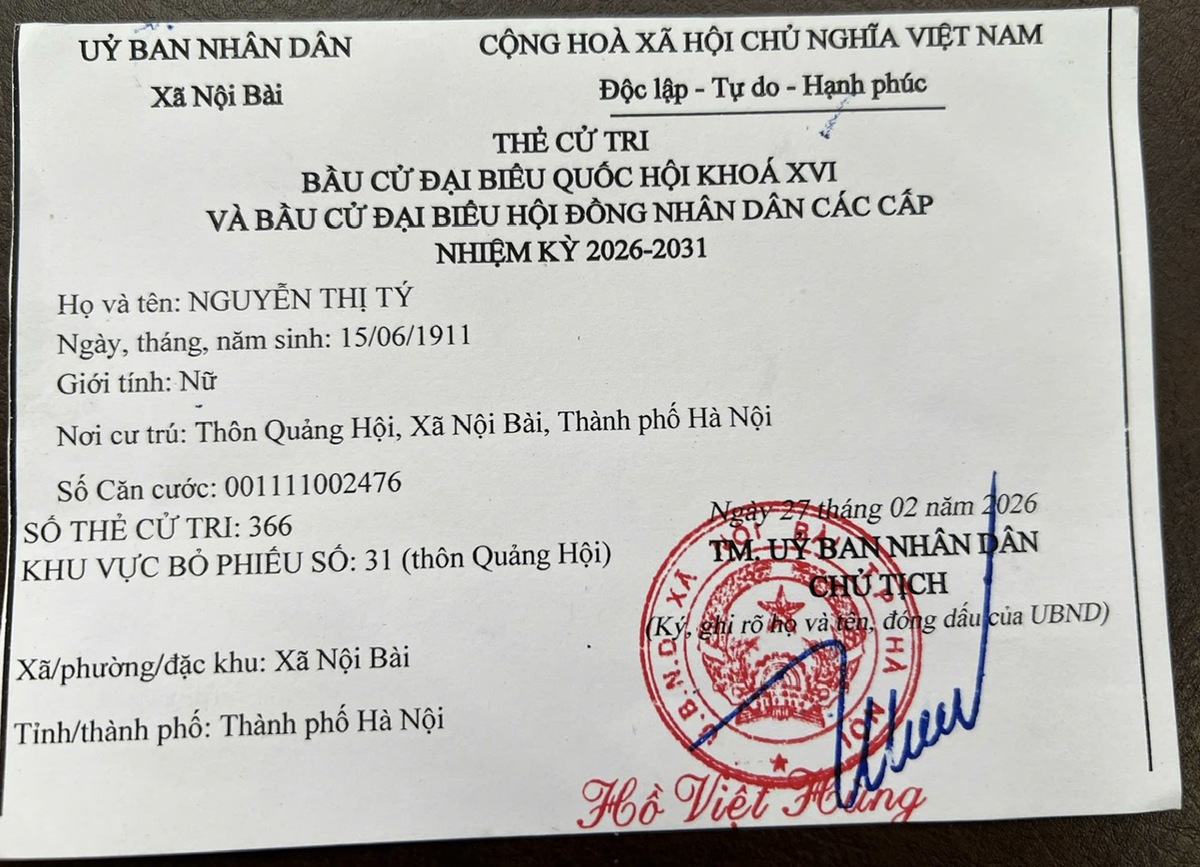 UỶ BAN NHÂN DÂN
Xã Nội Bài
CỘNG HOÀ XÃ HỘI CHỦ NGHĨA VIỆT NAM
Độc lập - Tự do - Hạnh phúc
THẺ CỬ TRI
BẦU CỬ ĐẠI BIỂU QUỐC HỘI KHOÁ XVI
VÀ BẦU CỬ ĐẠI BIỂU HỘI ĐỒNG NHÂN DÂN CÁC CẤP
NHIỆM KỲ 2026-2031
Họ và tên: NGUYỄN THỊ TÝ
Ngày, tháng, năm sinh: 15/06/1911
Giới tính: Nữ
Nơi cư trú: Thôn Quảng Hội, Xã Nội Bài, Thành phố Hà Nội
Số Căn cước: 001111002476
SỐ THẺ CỬ TRI: 366
KHU VỰC BỎ PHIẾU SỐ: 31 (thôn Quảng Hội)
Xã/phường/đặc khu: Xã Nội Bài
Tỉnh/thành phố: Thành phố Hà Nội
Ngày 27 tháng 02 năm 2026
TM. UỶ BAN NHÂN DÂN
CHỦ TỊCH
(Ký, ghi rõ họ và tên, đóng dấu của UBND)
U.B.N.D XÃ NỘI BÀI TP HÀ NỘI
Hồ Việt Hùng